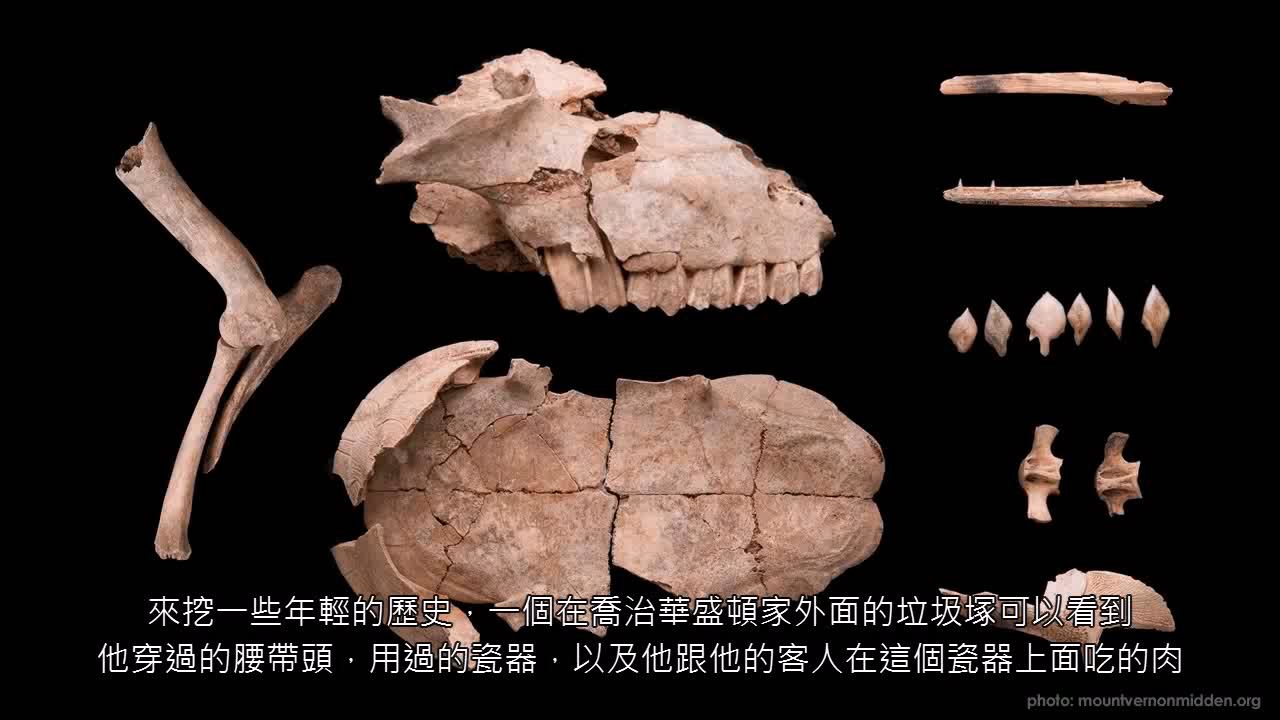 來挖一些年輕的歷史，一個在喬治華盛頓家外面的垃圾塚可以看到
他穿過的腰帶頭，用過的瓷器，以及他跟他的客人在這個瓷器上面吃的肉
photo: mountvernonmidden.org